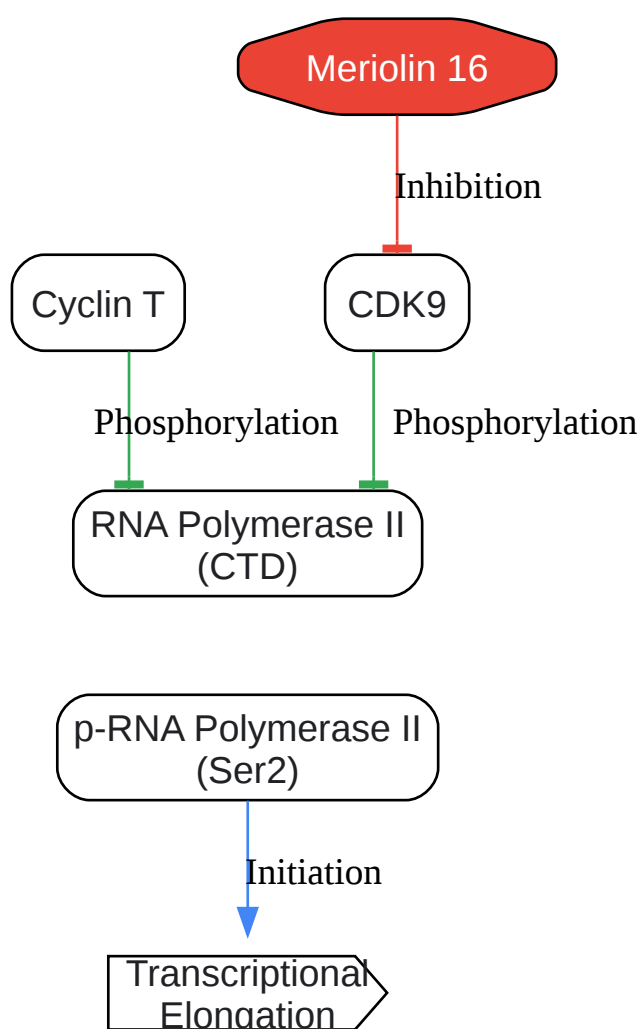 Meriolin 16
Inhibition
Cyclin T
CDK9
Phosphorylation
Phosphorylation
RNA Polymerase II
(CTD)
p-RNA Polymerase II
(Ser2)
Initiation
Transcriptional
Elongation